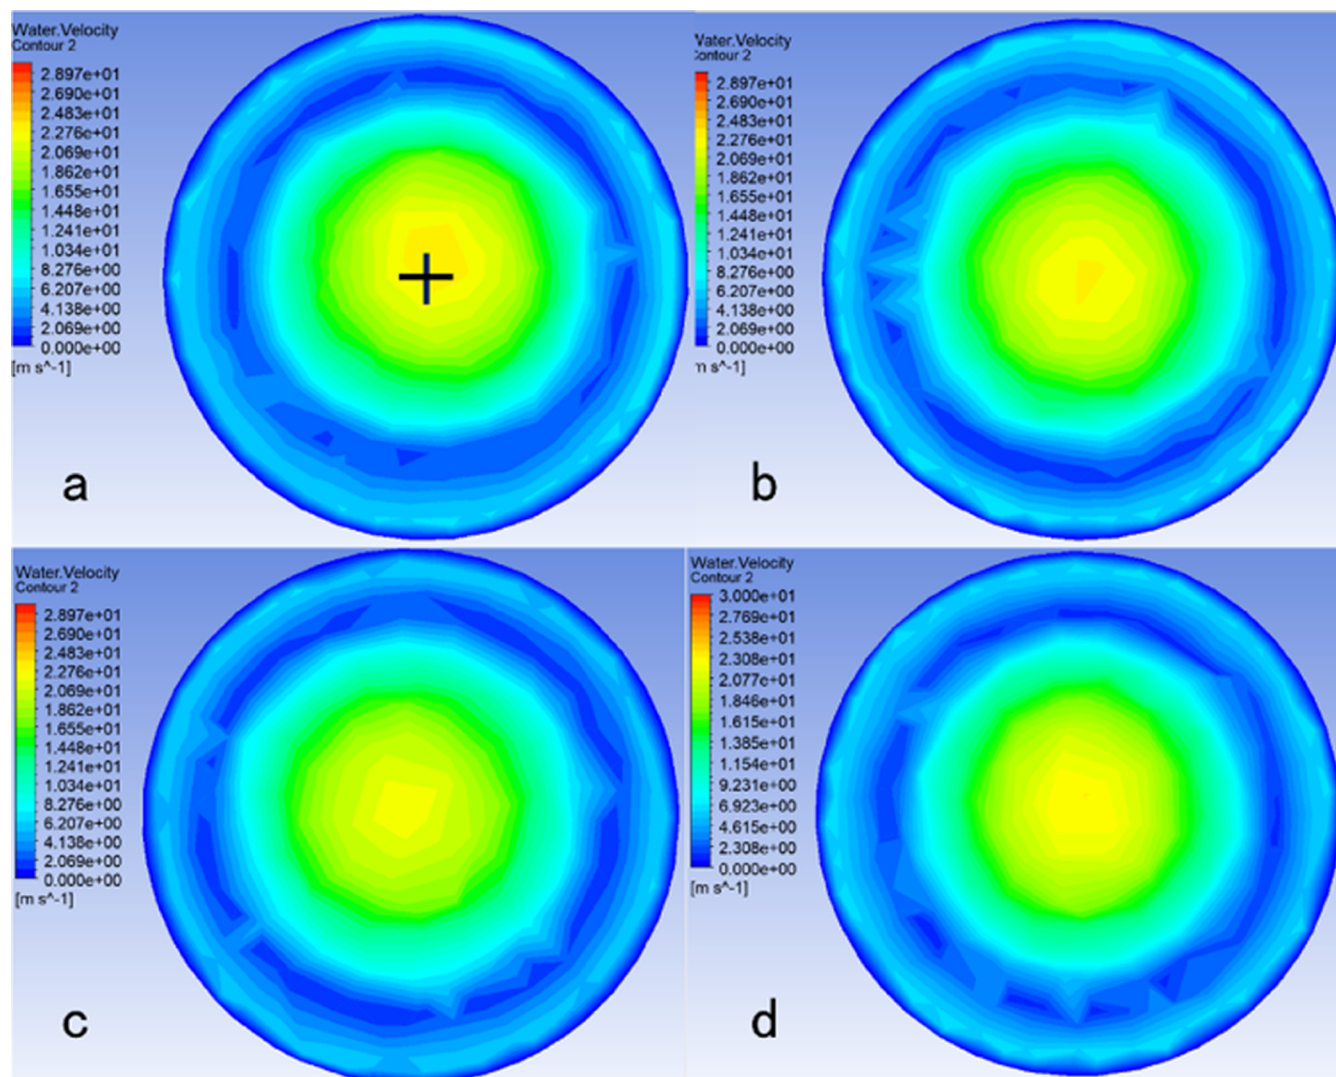 Water.Velocity
Contour 2
2.897e+01
2.690e+01
2.483e+01
2.276e+01
2.069e+01
1.862e+01
1.655e+01
1.448e+01
1.241e+01
1.034e+01
8.276e+00
6.207e+00
4.138e+00
2.069e+00
0.000e+00
[m s^-1]
a
Water.Velocity
Contour 2
2.897e+01
2.690e+01
2.483e+01
2.276e+01
2.069e+01
1.862e+01
1.655e+01
1.448e+01
1.241e+01
1.034e+01
8.276e+00
6.207e+00
4.138e+00
2.069e+00
0.000e+00
m s^-1]
b
Water.Velocity
Contour 2
2.897e+01
2.690e+01
2.483e+01
2.276e+01
2.069e+01
1.862e+01
1.655e+01
1.448e+01
1.241e+01
1.034e+01
8.276e+00
6.207e+00
4.138e+00
2.069e+00
0.000e+00
[m s^-1]
c
Water.Velocity
Contour 2
3.000e+01
2.769e+01
2.538e+01
2.308e+01
2.077e+01
1.846e+01
1.615e+01
1.385e+01
1.154e+01
9.231e+00
6.923e+00
4.615e+00
2.308e+00
0.000e+00
[m s^-1]
d